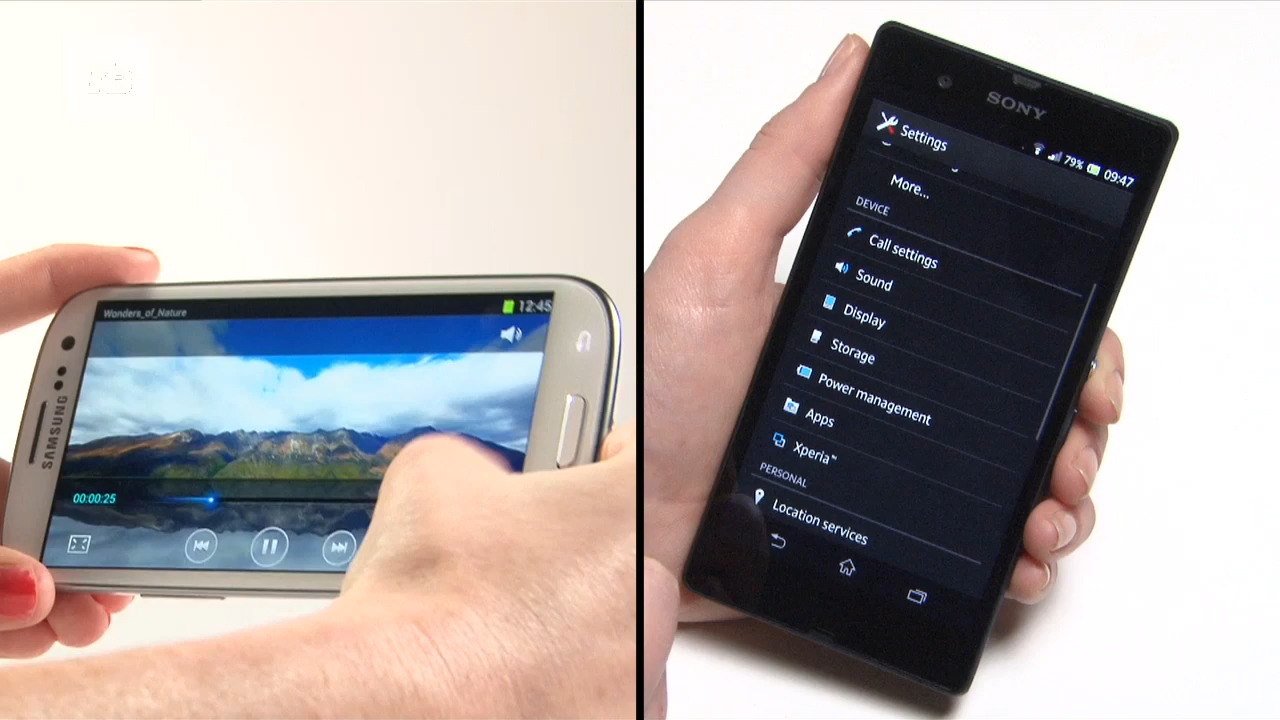 Wonders_of_Nature
12:45
SAMSUNG
00:00:25
SONY
Settings
79%
09:47
More...
DEVICE
Call settings
Sound
Display
Storage
Power management
Apps
Xperia™
PERSONAL
Location services